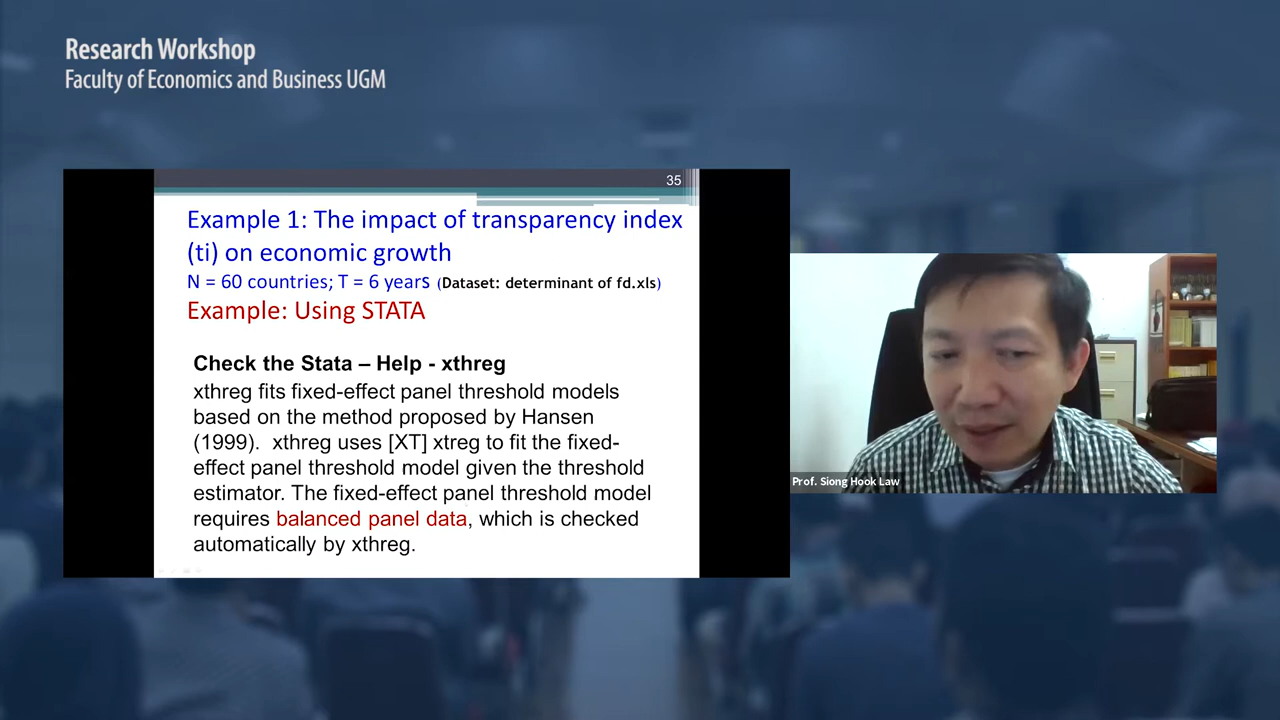 Research Workshop
Faculty of Economics and Business UGM
35
Example 1: The impact of transparency index
(ti) on economic growth
N = 60 countries; T = 6 years (Dataset: determinant of fd.xls)
Example: Using STATA
Check the Stata – Help - xthreg
xthreg fits fixed-effect panel threshold models
based on the method proposed by Hansen
(1999).  xthreg uses [XT] xtreg to fit the fixed-
effect panel threshold model given the threshold
estimator. The fixed-effect panel threshold model
requires balanced panel data, which is checked
automatically by xthreg.
Prof. Siong Hook Law